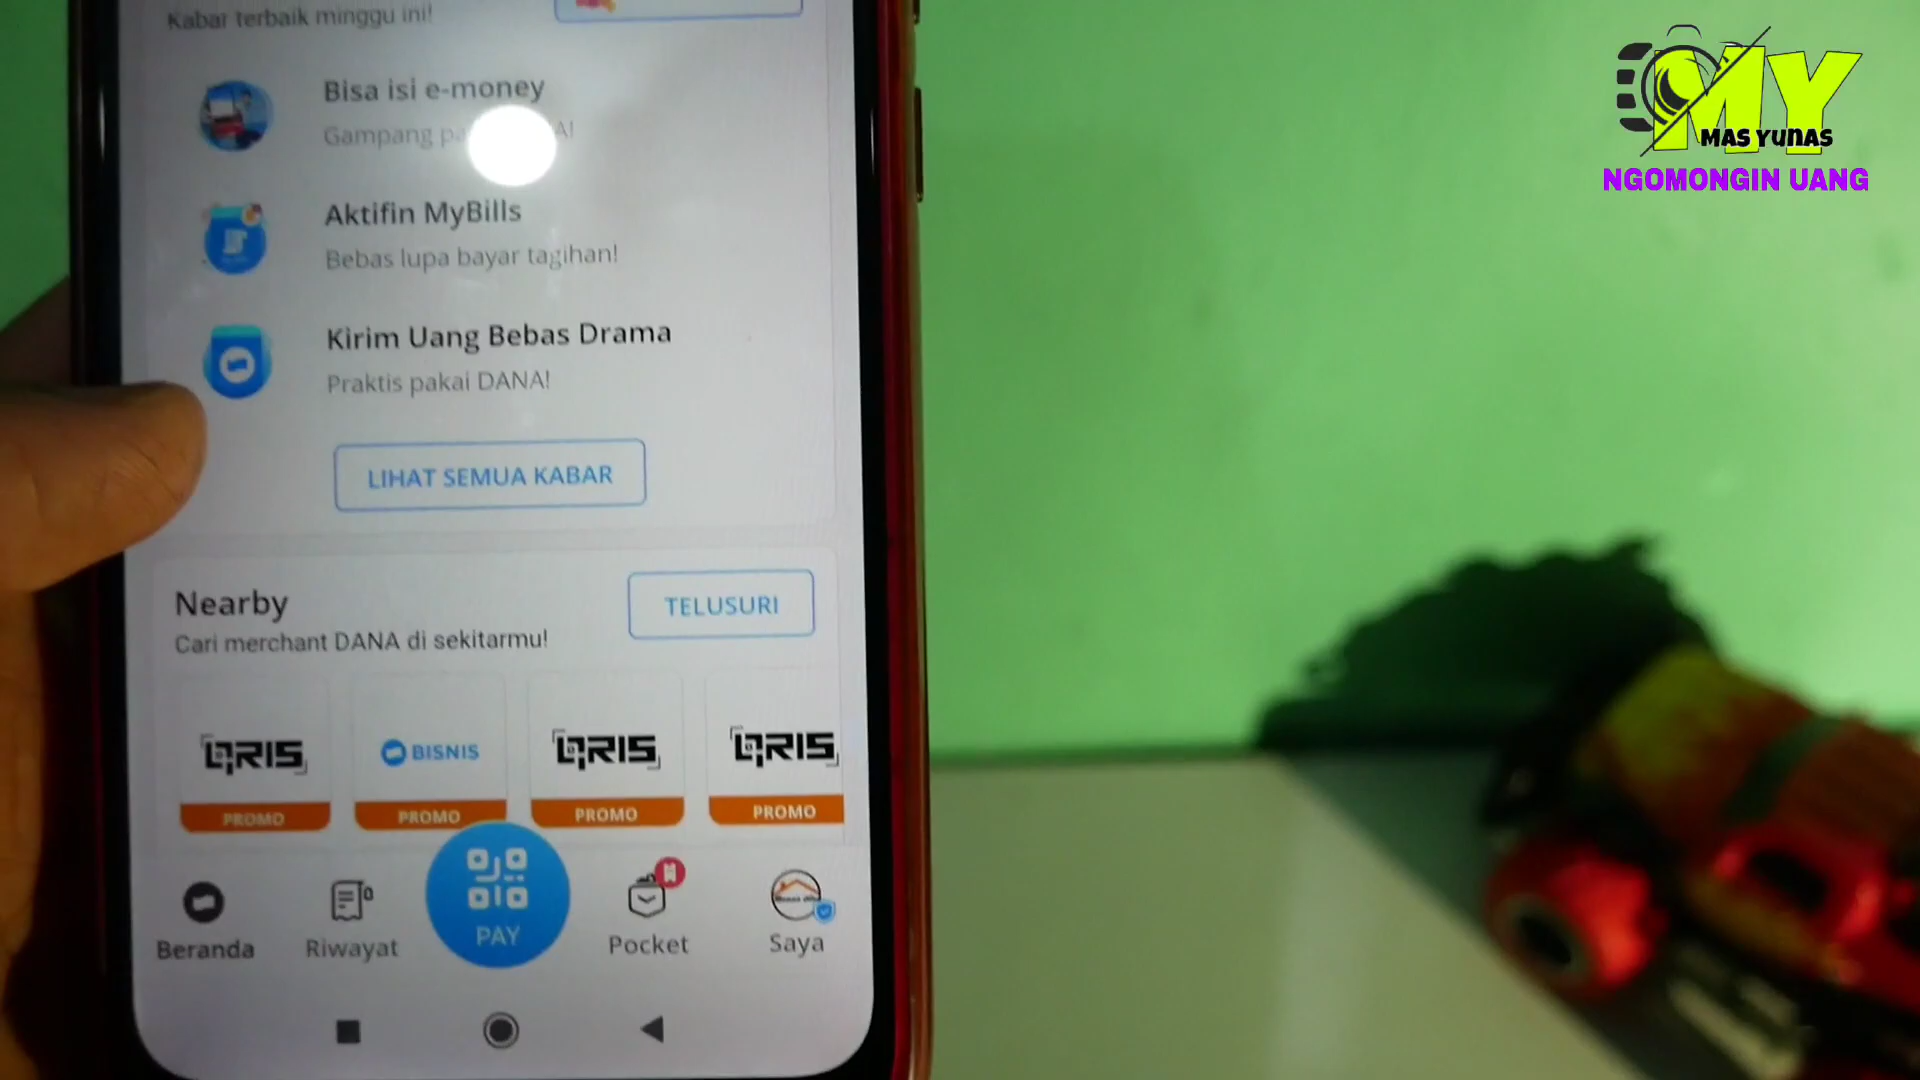 Kabar terbaik minggu ini!
Bisa isi e-money
Gampang
Aktifin MyBills
Bebas lupa bayar tagihan!
Kirim Uang Bebas Drama
Praktis pakai DANA!
LIHAT SEMUA KABAR
Nearby
TELUSURI
Cari merchant DANA di sekitarmu!
QRIS BISNIS QRIS QRIS
PROMO PROMO PROMO PROMO
PAY
Beranda Riwayat Pocket Saya
MY
MAS YUNAS
NGOMONGIN UANG